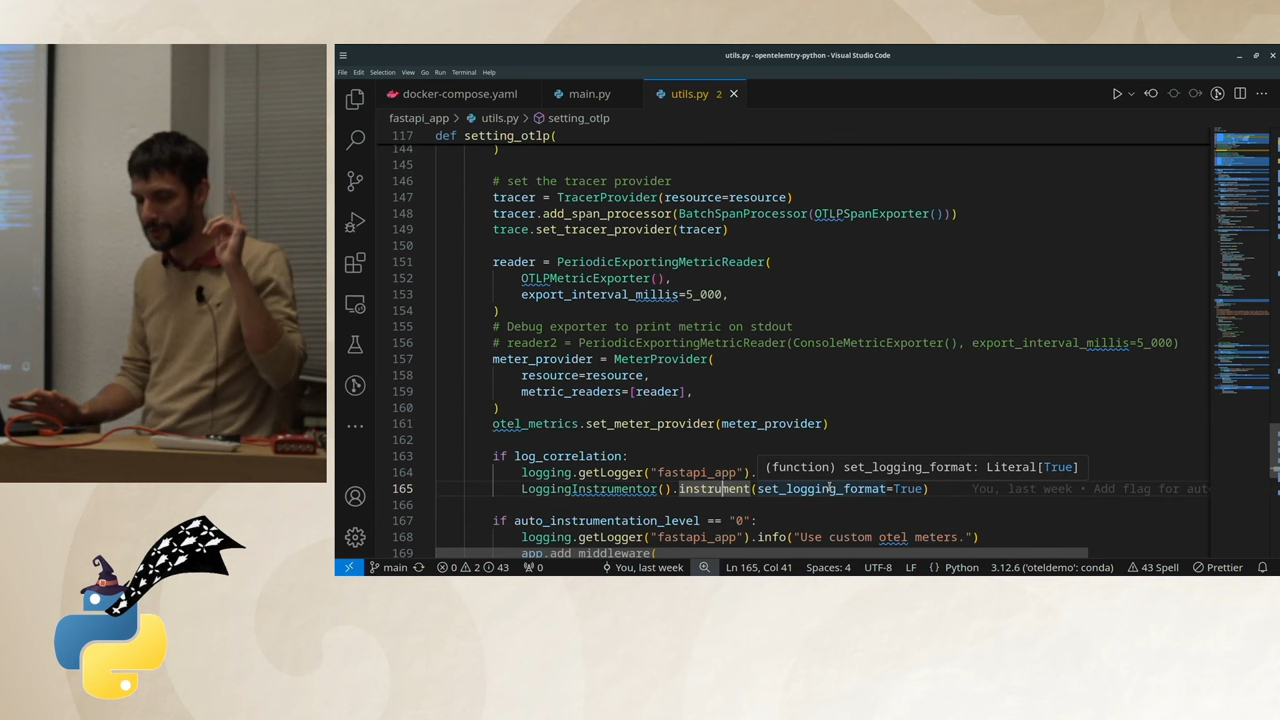 utils.py - opentelemtry-python - Visual Studio Code
File Edit Selection View Go Run Terminal Help
docker-compose.yaml main.py utils.py 2
fastapi_app > utils.py > setting_otlp
117 def setting_otlp(
144 )
145
146 # set the tracer provider
147 tracer = TracerProvider(resource=resource)
148 tracer.add_span_processor(BatchSpanProcessor(OTLPSpanExporter()))
149 trace.set_tracer_provider(tracer)
150
151 reader = PeriodicExportingMetricReader(
152 OTLPMetricExporter(),
153 export_interval_millis=5_000,
154 )
155 # Debug exporter to print metric on stdout
156 # reader2 = PeriodicExportingMetricReader(ConsoleMetricExporter(), export_interval_millis=5_000)
157 meter_provider = MeterProvider(
158 resource=resource,
159 metric_readers=[reader],
160 )
161 otel_metrics.set_meter_provider(meter_provider)
162
163 if log_correlation:
(function) set_logging_format: Literal[True]
164 logging.getLogger("fastapi_app").
165 LoggingInstrumentor().instrument(set_logging_format=True) You, last week • Add flag for aut
166
167 if auto_instrumentation_level == "0":
168 logging.getLogger("fastapi_app").info("Use custom otel meters.")
169 app.add_middleware(
main 0 2 43 0 You, last week Ln 165, Col 41 Spaces: 4 UTF-8 LF {} Python 3.12.6 ('oteldemo': conda) 43 Spell Prettier